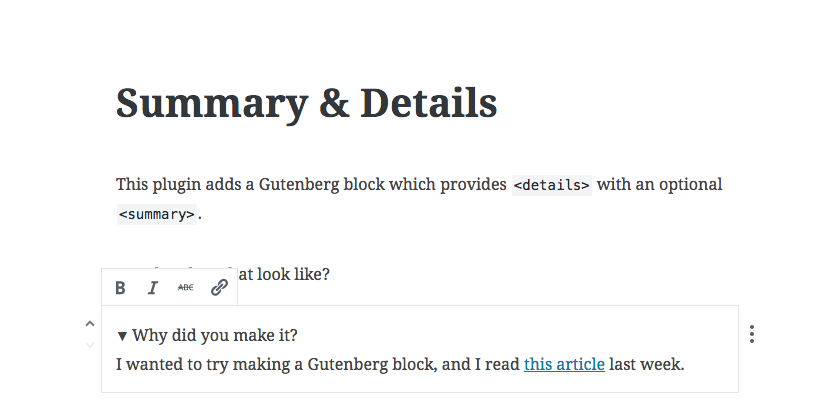 Summary & Details
This plugin adds a Gutenberg block which provides <details> with an optional
<summary>.
at look like?
B I ABC
▼ Why did you make it?
I wanted to try making a Gutenberg block, and I read this article last week.